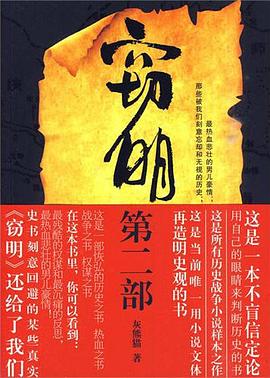 窃明
最热血悲壮的男儿豪情,
那些被我们刻意忘却和无视的历史……
第二部
灰熊猫 著
这是一本不盲信定论
用自己的眼睛来判断历史的书
这是所有历史战争小说样本之作
这是当前唯一用小说文体
再造明史观的书
这是一部恢弘的历史之书 热血之书
战争之书 权谋之书
在这本书里,你可以看到:
最残酷的权谋和最沉痛的反思,
最热血悲壮的男儿豪情,
史书刻意回避的某些真实
《窃明》还给了我们